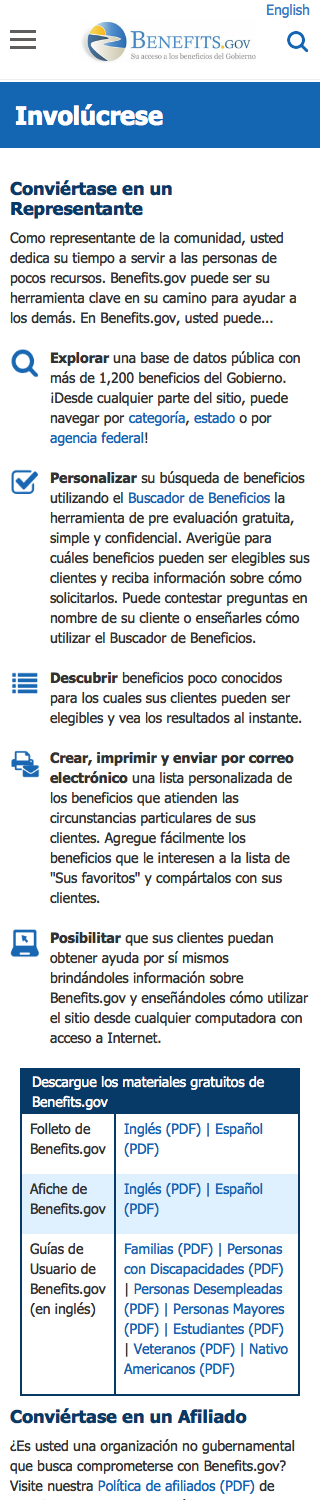 English
BENEFITS.GOV
Su acceso a los beneficios del Gobierno
Involúcrese
Conviértase en un
Representante
Como representante de la comunidad, usted
dedica su tiempo a servir a las personas de
pocos recursos. Benefits.gov puede ser su
herramienta clave en su camino para ayudar a
los demás. En Benefits.gov, usted puede...
Explorar una base de datos pública con
más de 1,200 beneficios del Gobierno.
¡Desde cualquier parte del sitio, puede
navegar por categoría, estado o por
agencia federal!
Personalizar su búsqueda de beneficios
utilizando el Buscador de Beneficios la
herramienta de pre evaluación gratuita,
simple y confidencial. Averigüe para
cuáles beneficios pueden ser elegibles sus
clientes y reciba información sobre cómo
solicitarlos. Puede contestar preguntas en
nombre de su cliente o enseñarles cómo
utilizar el Buscador de Beneficios.
Descubrir beneficios poco conocidos
para los cuales sus clientes pueden ser
elegibles y vea los resultados al instante.
Crear, imprimir y enviar por correo
electrónico una lista personalizada de
los beneficios que atienden las
circunstancias particulares de sus
clientes. Agregue fácilmente los
beneficios que le interesen a la lista de
"Sus favoritos" y compártalos con sus
clientes.
Posibilitar que sus clientes puedan
obtener ayuda por sí mismos
brindándoles información sobre
Benefits.gov y enseñándoles cómo utilizar
el sitio desde cualquier computadora con
acceso a Internet.
Descargue los materiales gratuitos de
Benefits.gov
Folleto de
Benefits.gov
Inglés (PDF) | Español
(PDF)
Afiche de
Benefits.gov
Inglés (PDF) | Español
(PDF)
Guías de
Usuario de
Benefits.gov
(en inglés)
Familias (PDF) | Personas
con Discapacidades (PDF)
| Personas Desempleadas
(PDF) | Personas Mayores
(PDF) | Estudiantes (PDF)
| Veteranos (PDF) | Nativo
Americanos (PDF)
Conviértase en un Afiliado
¿Es usted una organización no gubernamental
que busca comprometerse con Benefits.gov?
Visite nuestra Política de afiliados (PDF) de